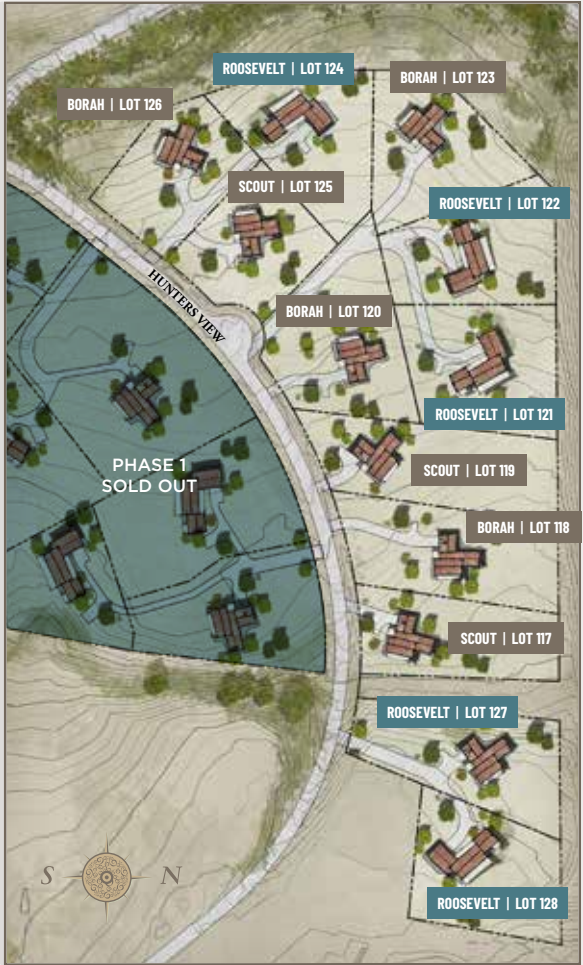 ROOSEVELT | LOT 124
BORAH | LOT 123
BORAH | LOT 126
SCOUT | LOT 125
ROOSEVELT | LOT 122
HUNTERS VIEW
BORAH | LOT 120
ROOSEVELT | LOT 121
PHASE 1
SOLD OUT
SCOUT | LOT 119
BORAH | LOT 118
SCOUT | LOT 117
ROOSEVELT | LOT 127
S N
ROOSEVELT | LOT 128